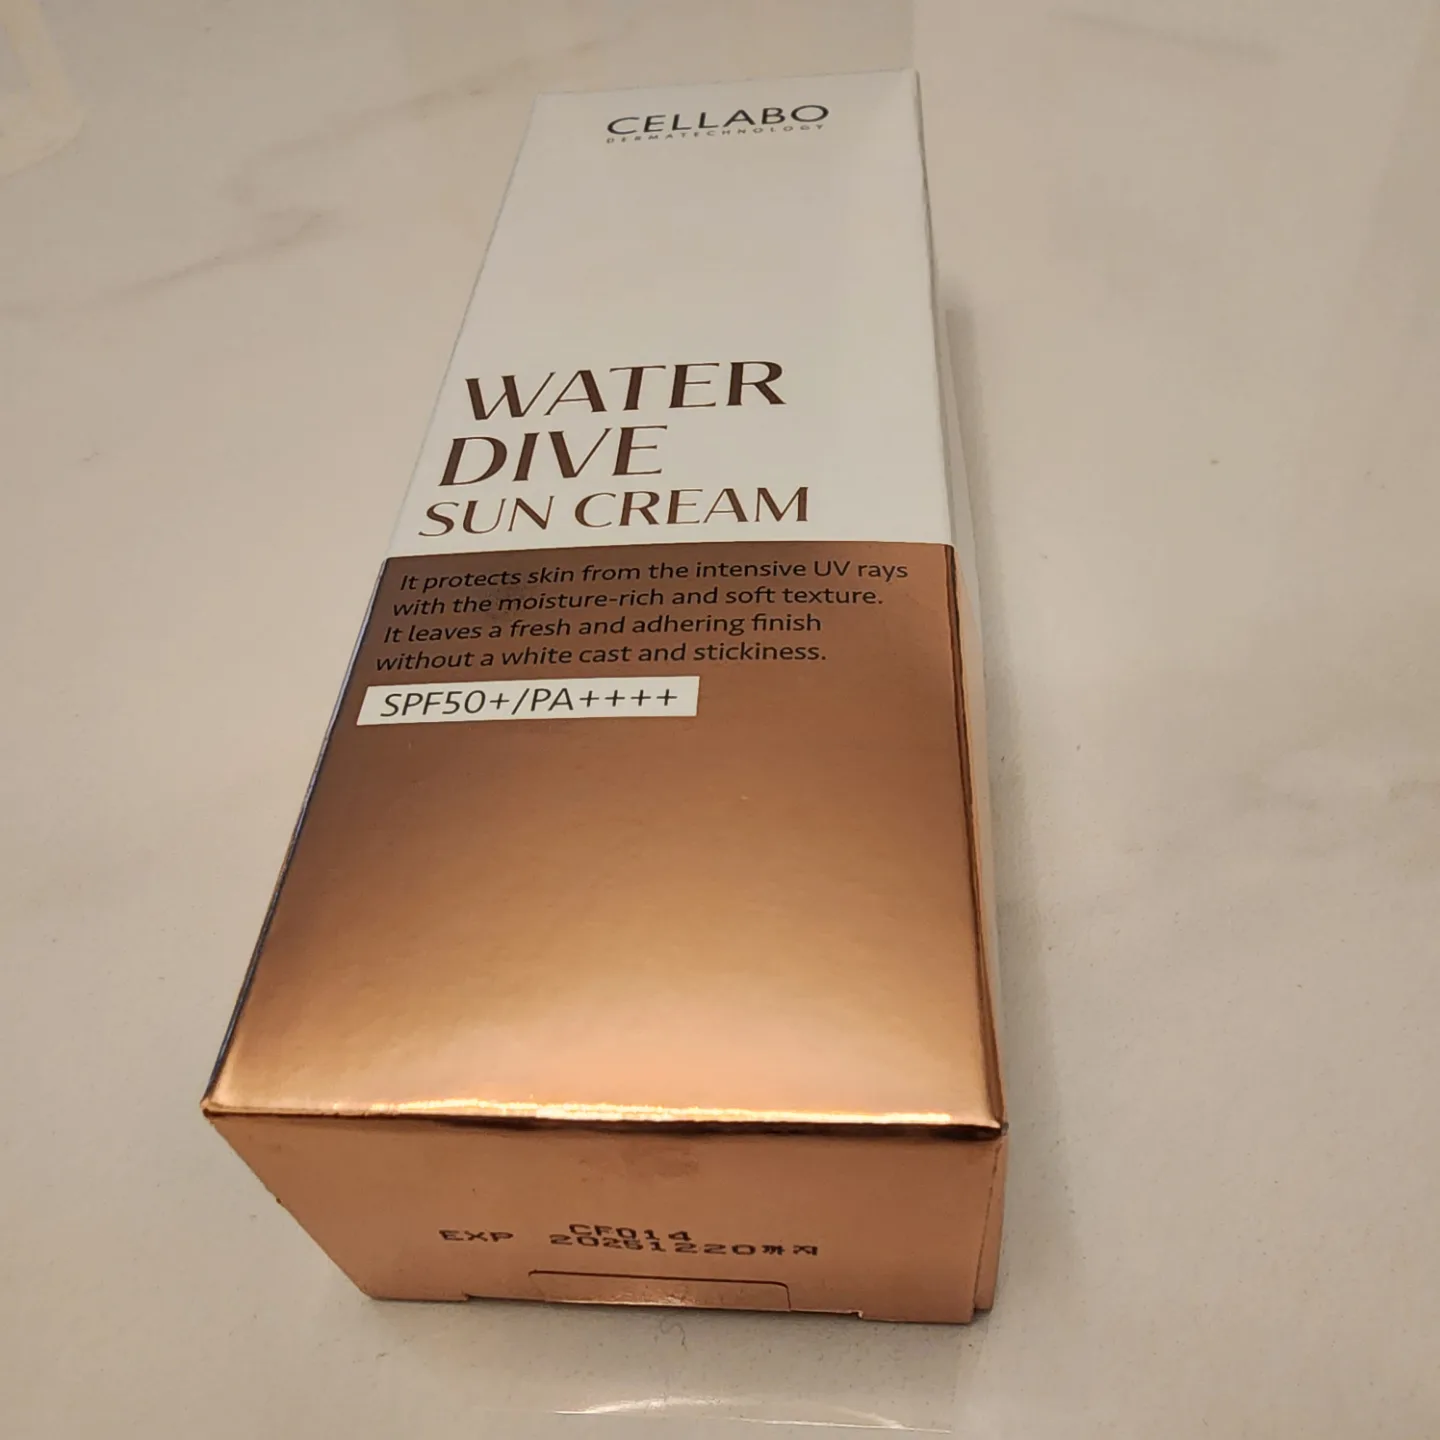 CELLABO
DERMATECHNOLOGY
WATER
DIVE
SUN CREAM
It protects skin from the intensive UV rays
with the moisture-rich and soft texture.
It leaves a fresh and adhering finish
without a white cast and stickiness.
SPF50+/PA++++
CF014
EXP 20261220까지